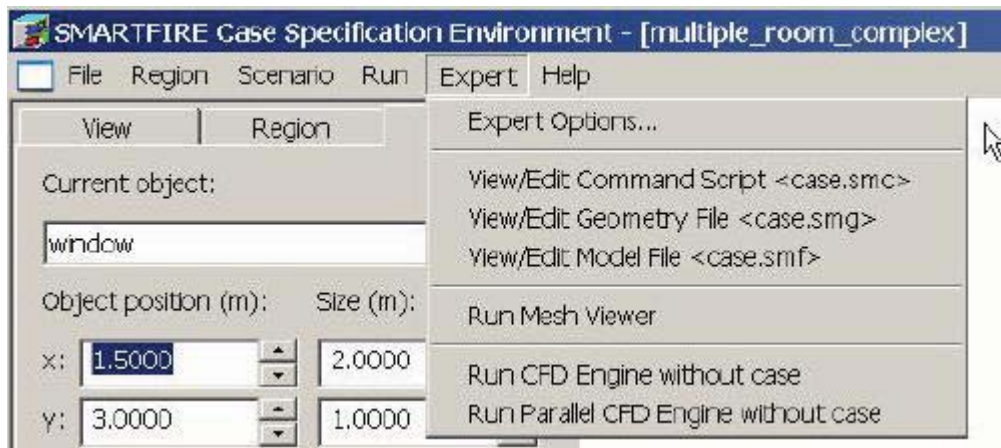 SMARTFIRE Case Specification Environment - [multiple_room_complex]
File Region Scenario Run Expert Help
View Region
Expert Options...
Current object:
View/Edit Command Script <case.smc>
window
View/Edit Geometry File <case.smg>
View/Edit Model File <case.smf>
Object position (m): Size (m):
Run Mesh Viewer
x: 1.5000 2.0000
Run CFD Engine without case
y: 3.0000 1.0000
Run Parallel CFD Engine without case